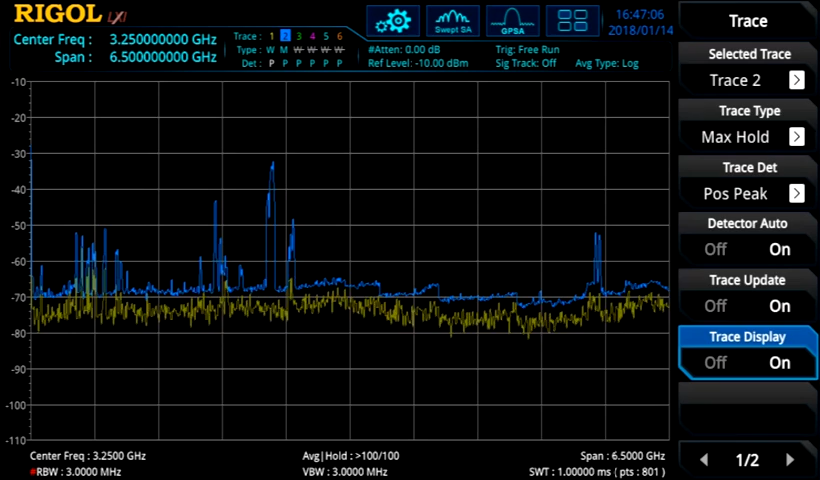 RIGOL LXI
Center Freq : 3.250000000 GHz
Span : 6.500000000 GHz
Trace : 1 2 3 4 5 6
Type : W M W W W W
Det : P P P P P P
Swept SA
GPSA
#Atten: 0.00 dB
Ref Level: -10.00 dBm
Trig: Free Run
Sig Track: Off
Avg Type: Log
16:47:06
2018/01/14
-10
-20
-30
-40
-50
-60
-70
-80
-90
-100
-110
Center Freq : 3.2500 GHz
Avg|Hold : >100/100
Span : 6.5000 GHz
#RBW : 3.0000 MHz
VBW : 3.0000 MHz
SWT : 1.00000 ms ( pts : 801 )
Trace
Selected Trace
Trace 2 >
Trace Type
Max Hold >
Trace Det
Pos Peak >
Detector Auto
Off On
Trace Update
Off On
Trace Display
Off On
1/2